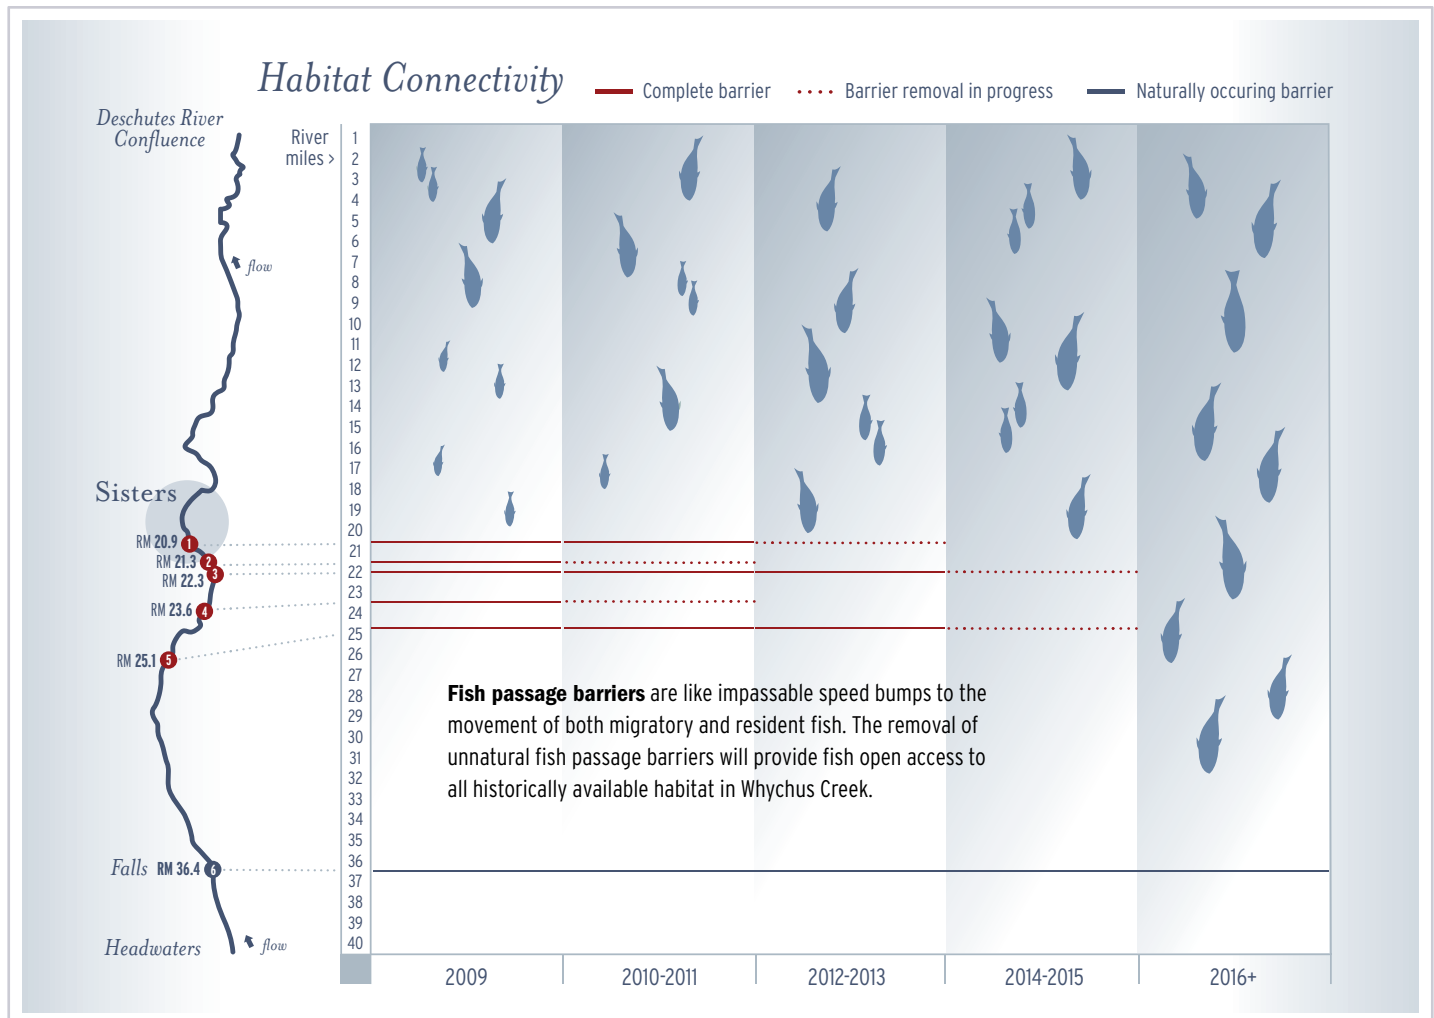 Habitat Connectivity
Complete barrier
Barrier removal in progress
Naturally occuring barrier
Deschutes River
Confluence
River
miles >
1
2
3
4
5
6
7
8
9
10
11
12
13
14
15
16
17
18
19
20
21
22
23
24
25
26
27
28
29
30
31
32
33
34
35
36
37
38
39
40
flow
Sisters
RM 20.9
1
RM 21.3
2
RM 22.3
3
RM 23.6
4
RM 25.1
5
Falls RM 36.4
6
Headwaters
flow
Fish passage barriers are like impassable speed bumps to the
movement of both migratory and resident fish. The removal of
unnatural fish passage barriers will provide fish open access to
all historically available habitat in Whychus Creek.
2009
2010-2011
2012-2013
2014-2015
2016+